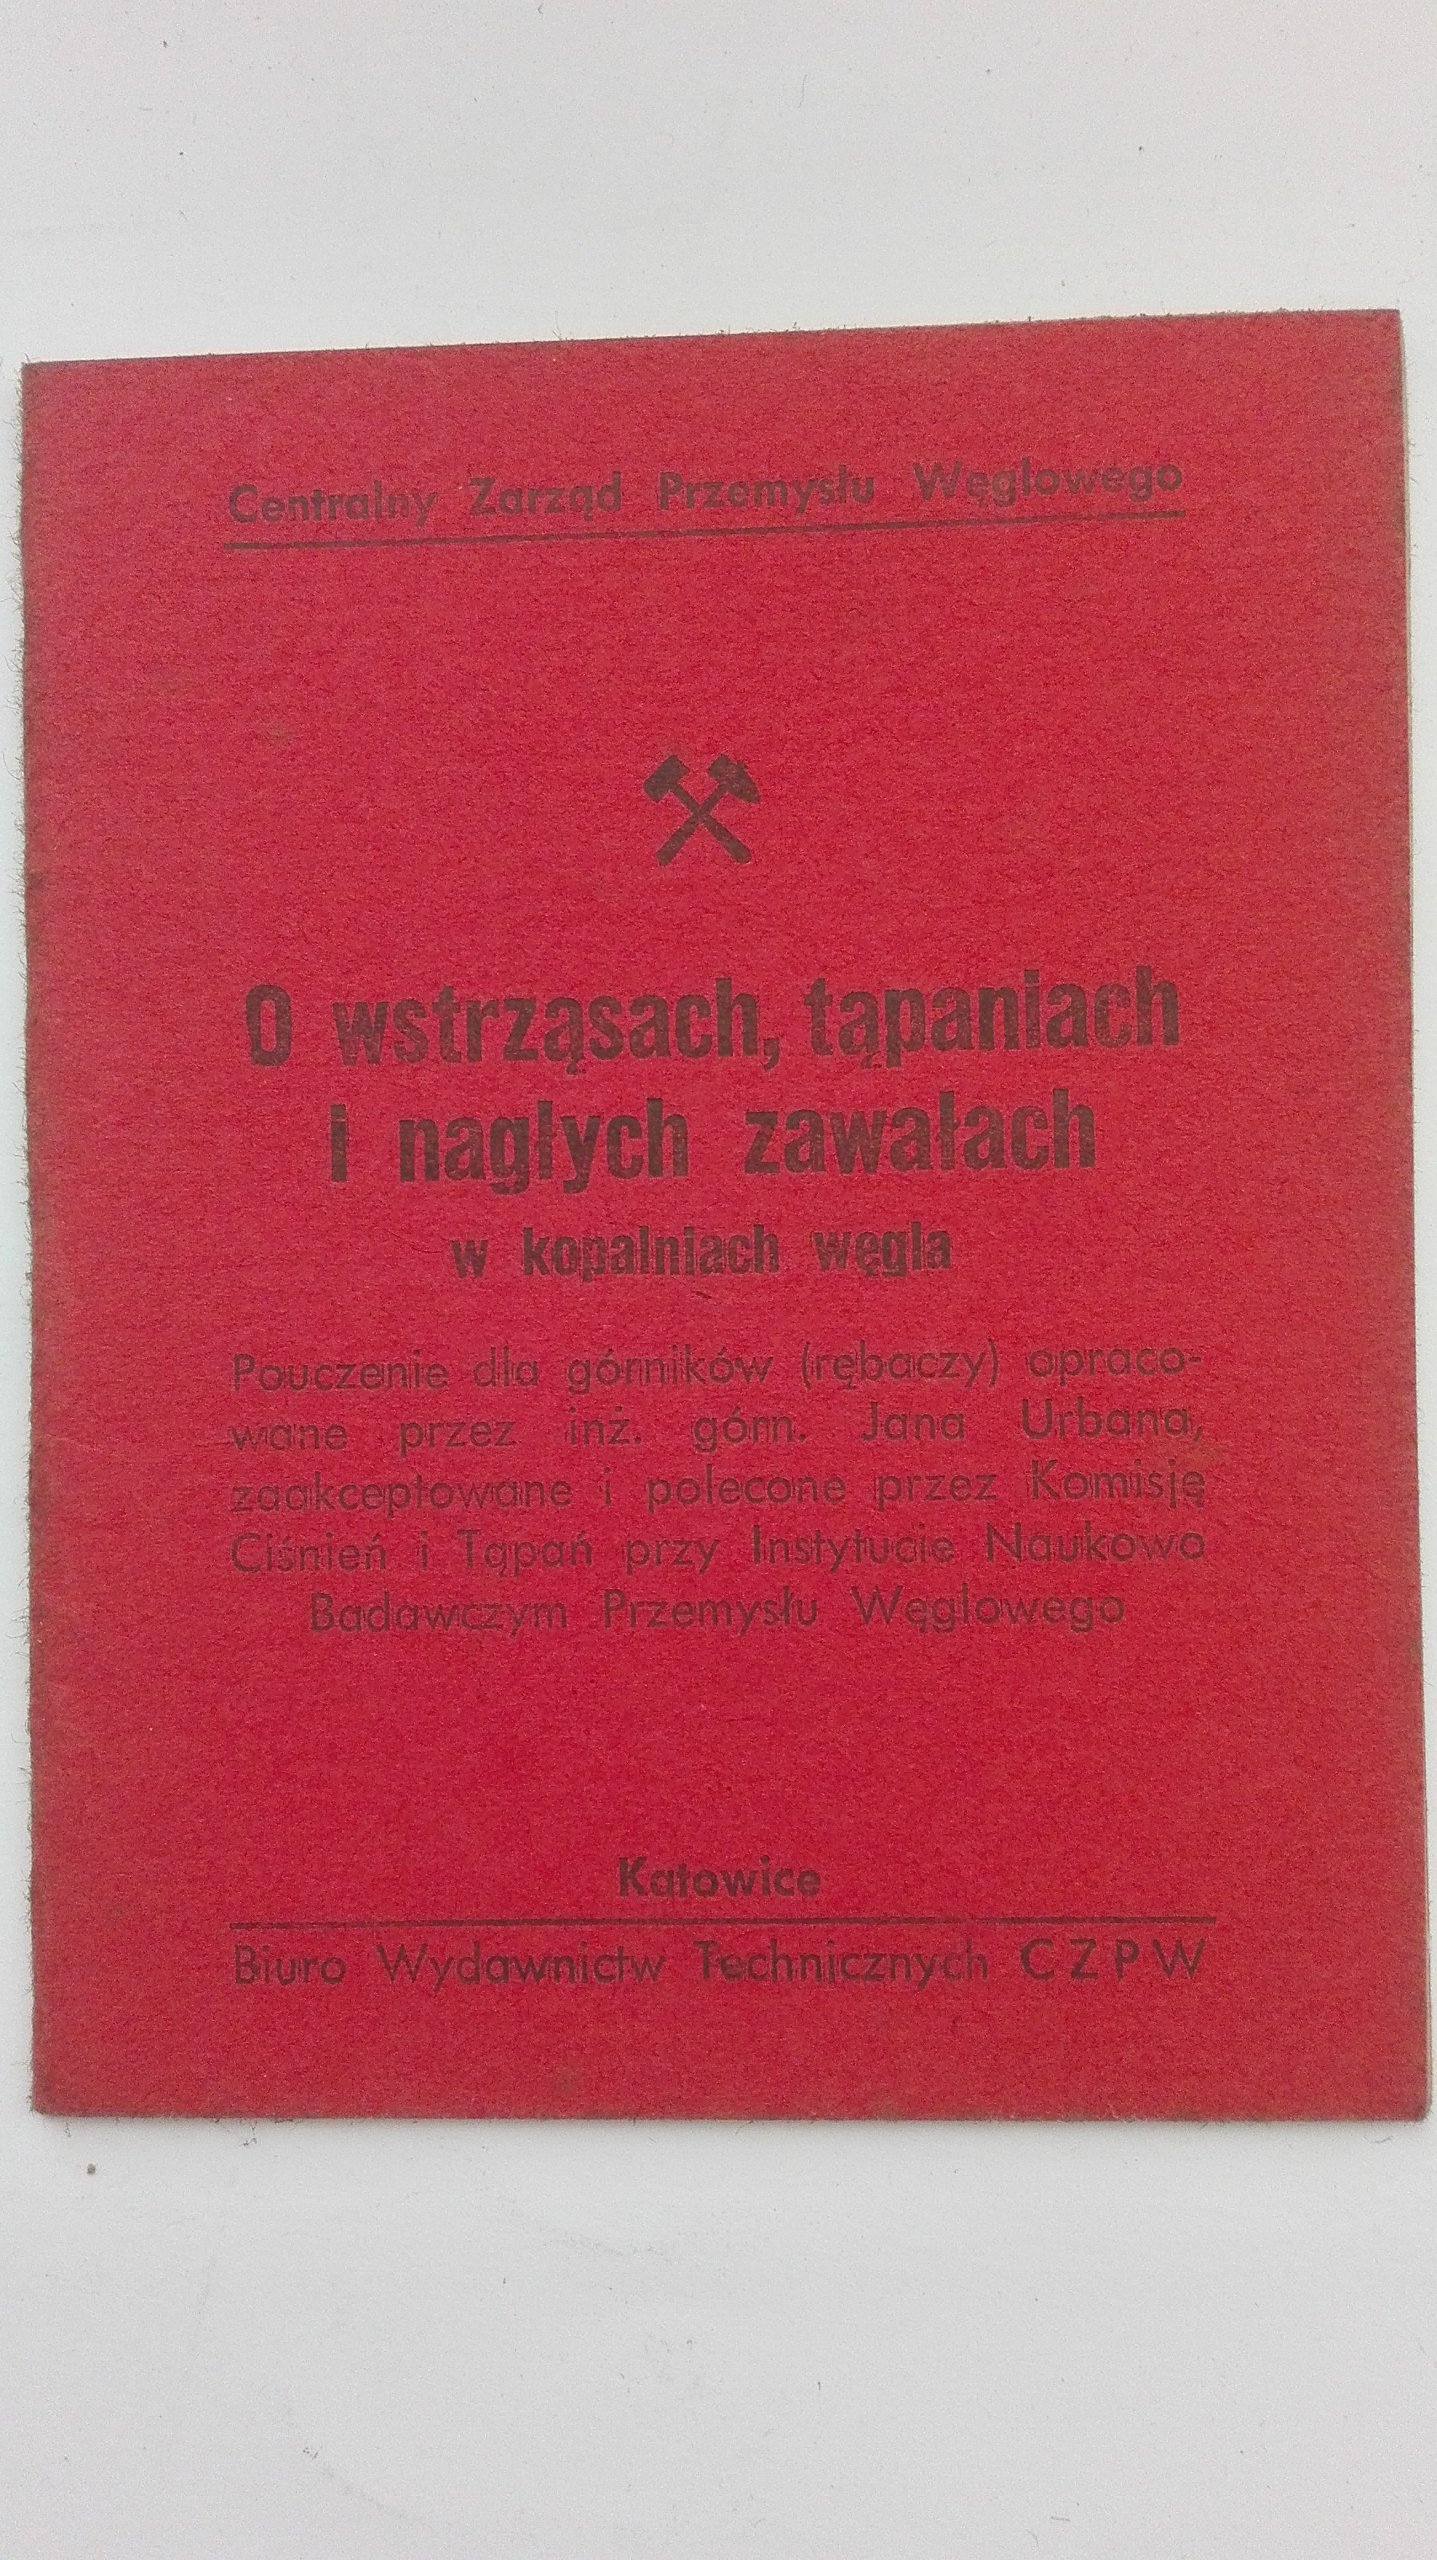 Centralny Zarząd Przemysłu Węglowego
O wstrząsach, tąpaniach
i nagłych zawałach
w kopalniach węgla
Pouczenie dla górników (rębaczy) opraco-
wane przez inż. górn. Jana Urbana,
zaakceptowane i polecone przez Komisję
Ciśnień i Tąpań przy Instytucie Naukowo
Badawczym Przemysłu Węglowego
Katowice
Biuro Wydawnictw Technicznych CZPW